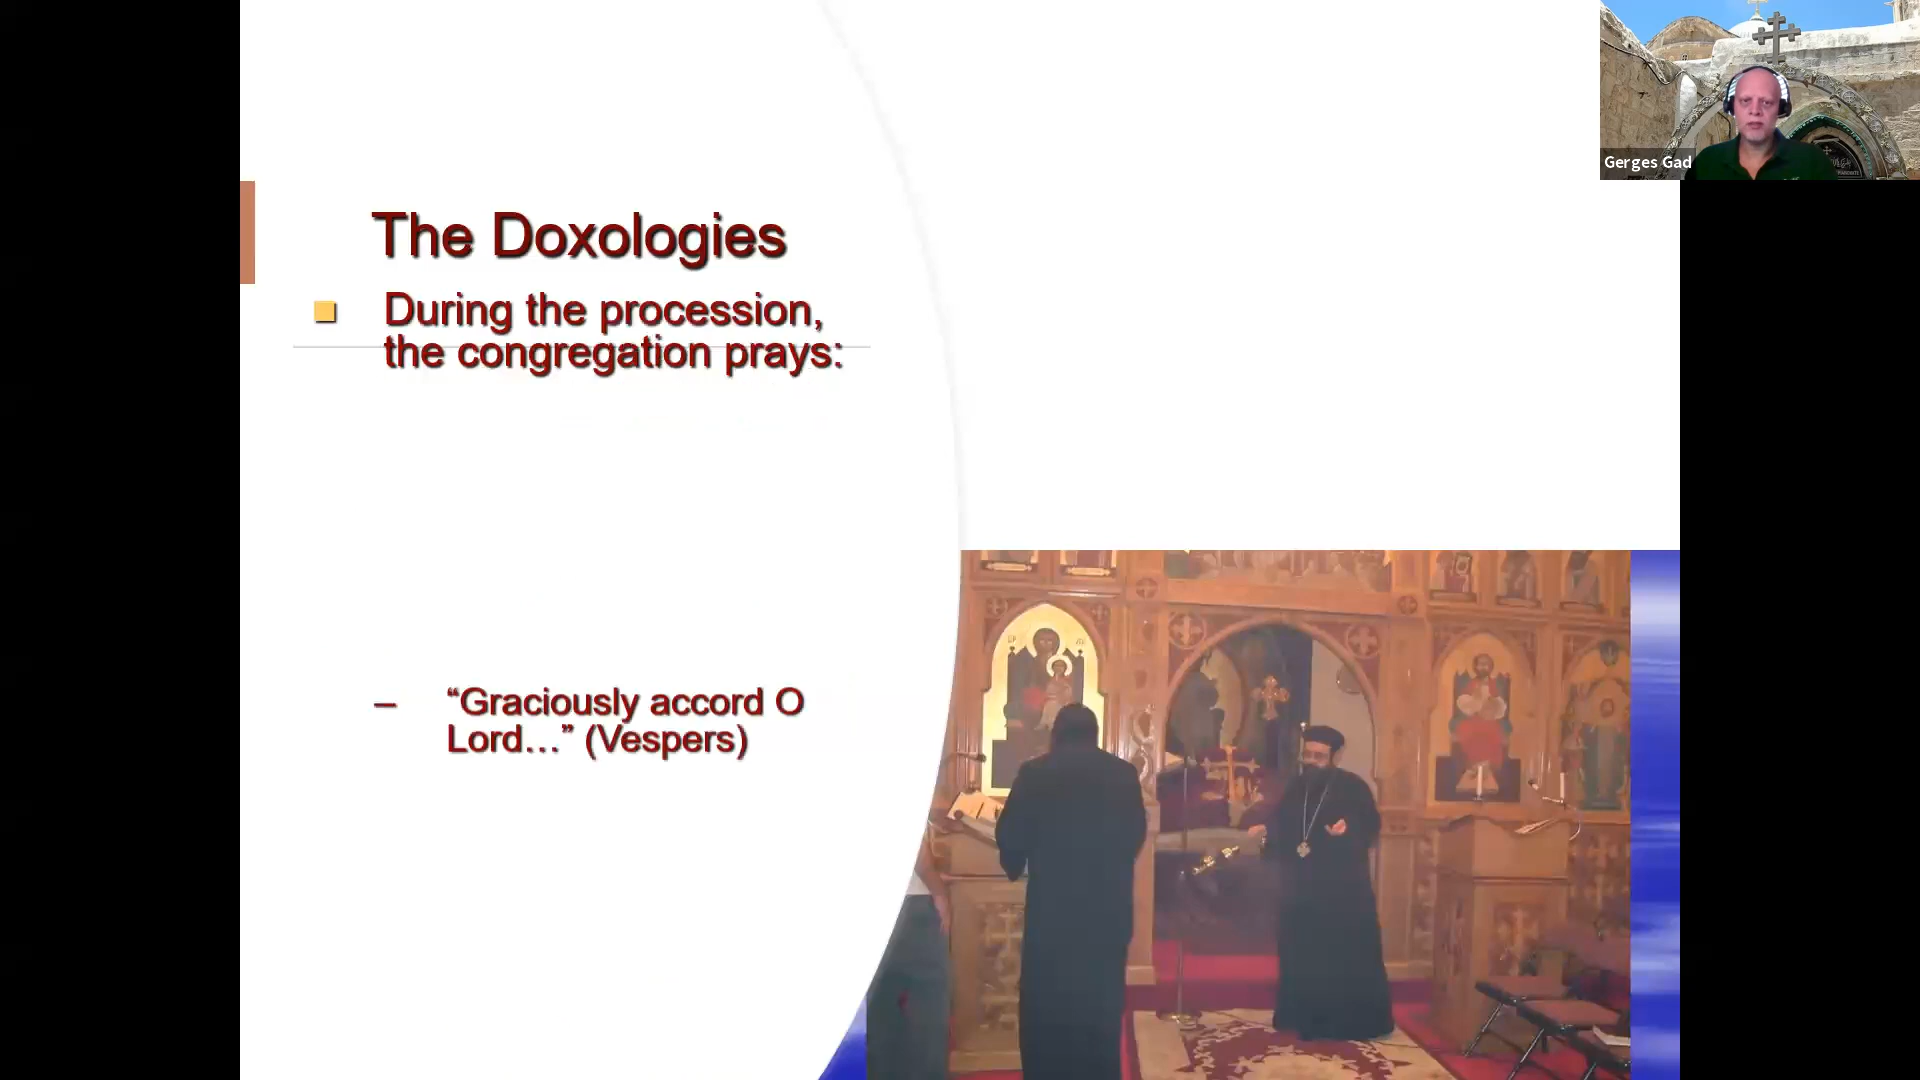 Gerges Gad
The Doxologies
During the procession,
the congregation prays:
– “Graciously accord O
Lord…” (Vespers)